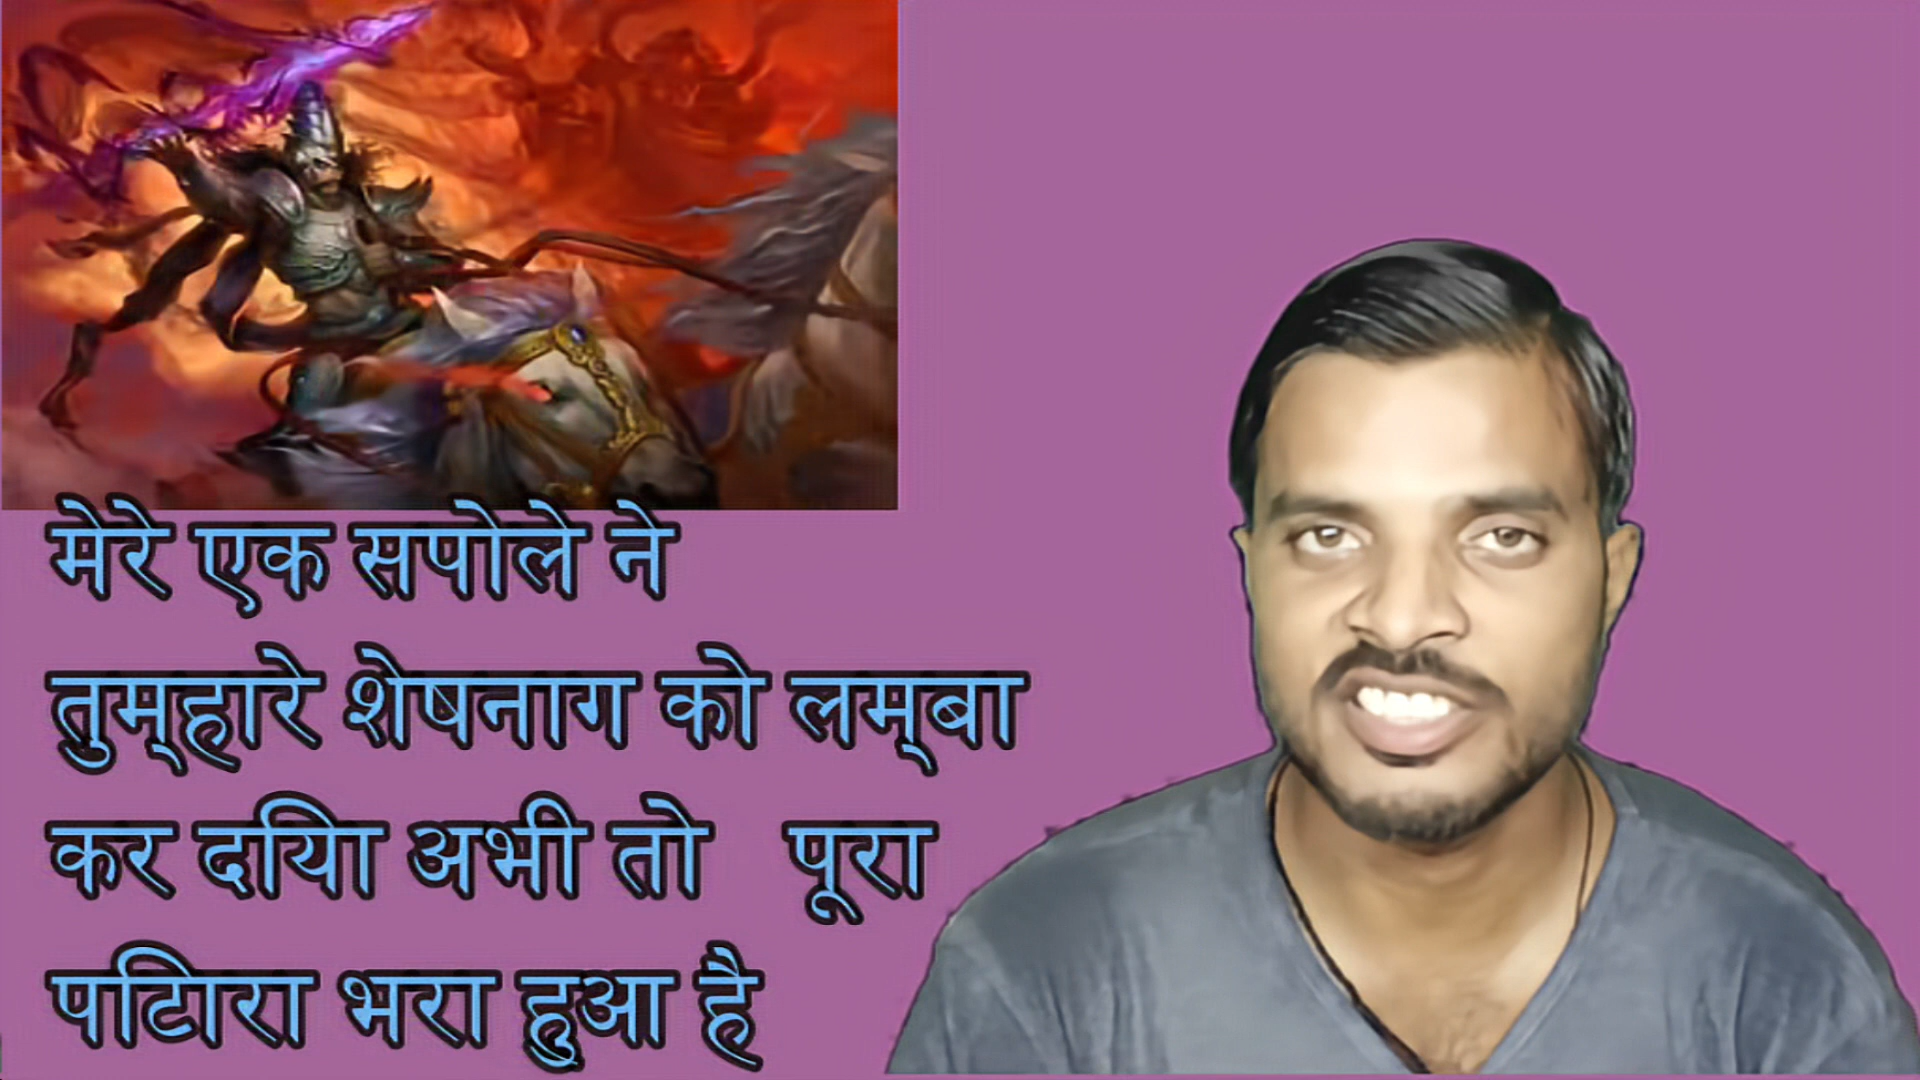 मेरे एक सपोले ने
तुम्हारे शेषनाग को लम्बा
कर दयिा अभी तो पूरा
पटिारा भरा हुआ है